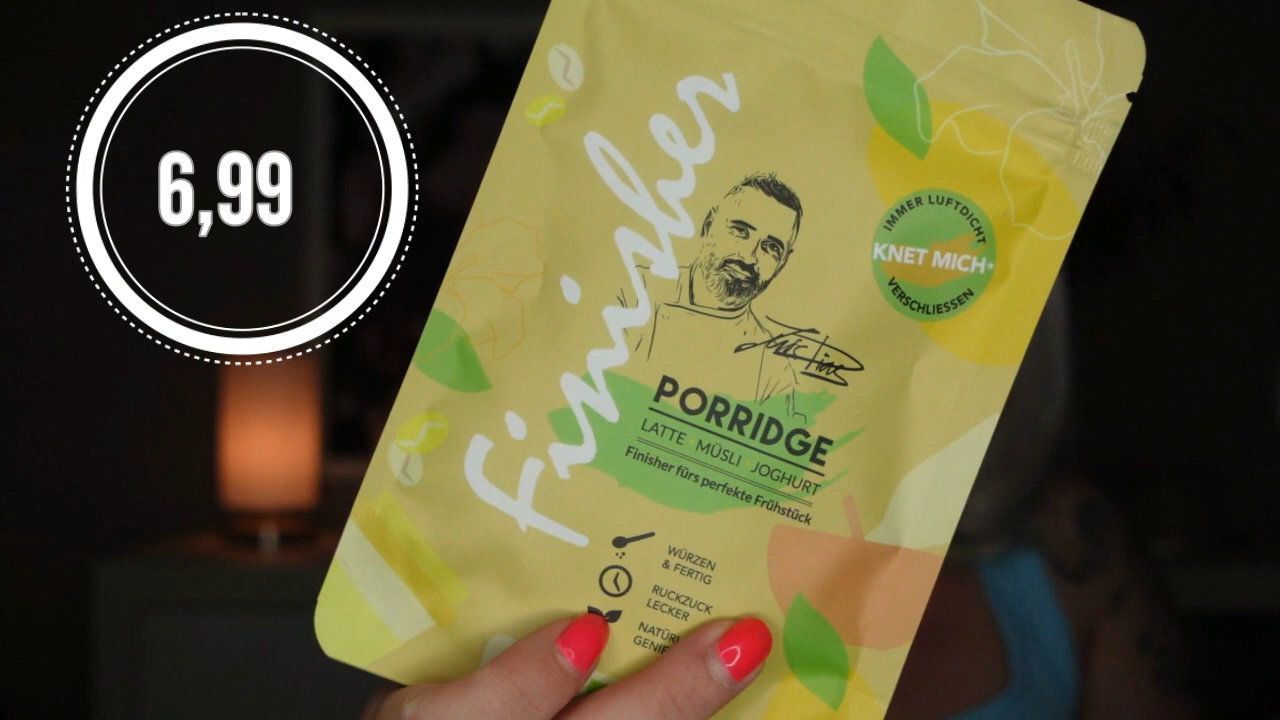 6,99
finisher
IMMER LUFTDICHT
KNET MICH*
VERSCHLIESSEN
PORRIDGE
LATTE · MÜSLI · JOGHURT
Finisher fürs perfekte Frühstück
WÜRZEN
& FERTIG
RUCKZUCK
LECKER